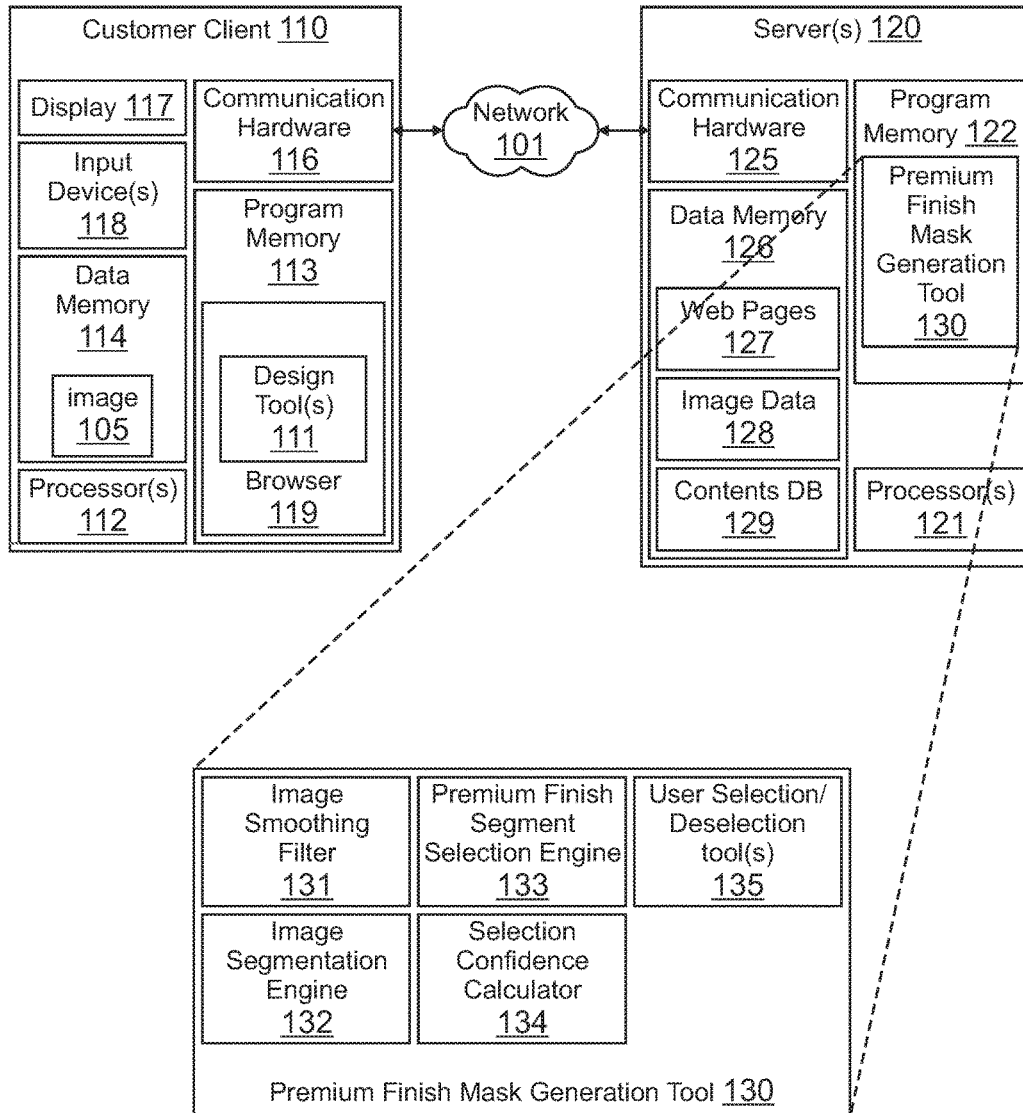 Customer Client 110
Display 117
Input
Device(s)
118
Data
Memory
114
image
105
Processor(s)
112
Communication
Hardware
116
Program
Memory
113
Design
Tool(s)
111
Browser
119
Network
101
Server(s) 120
Communication
Hardware
125
Data Memory
126
Web Pages
127
Image Data
128
Contents DB
129
Program
Memory 122
Premium
Finish
Mask
Generation
Tool
130
Processor(s)
121
Image
Smoothing
Filter
131
Premium Finish
Segment
Selection Engine
133
User Selection/
Deselection
tool(s)
135
Image
Segmentation
Engine
132
Selection
Confidence
Calculator
134
Premium Finish Mask Generation Tool 130